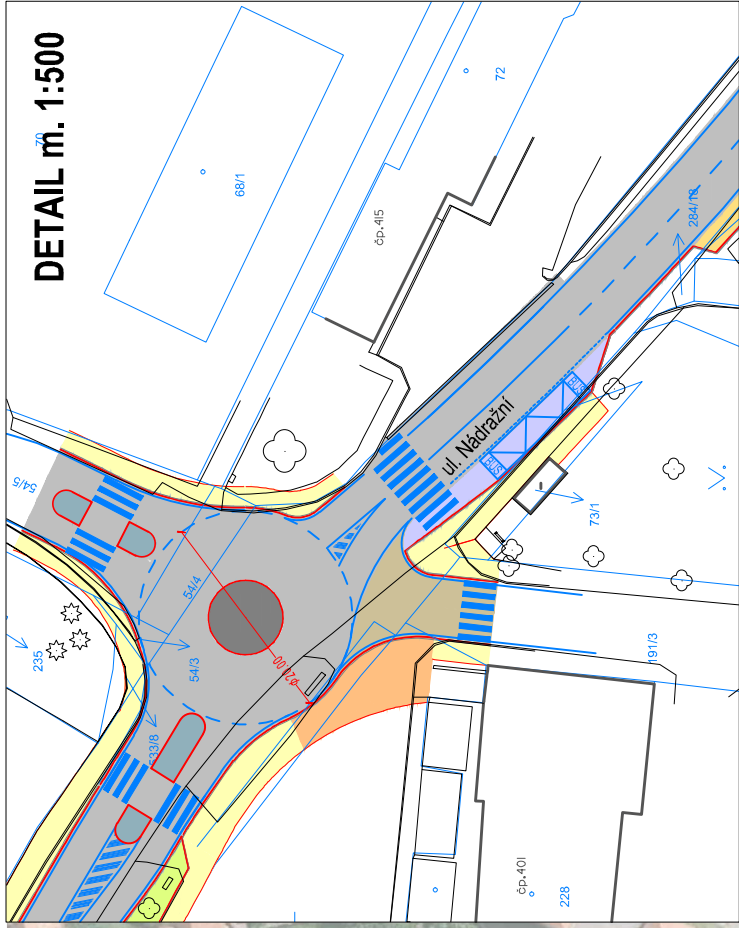 DETAIL m. 1:500
70
72
68/1
čp.415
284/18
54/5
ul. Nádražní
BUS
BUS
73/1
54/4
54/3
ϕ20.00
235
533/8
191/3
čp.401
228